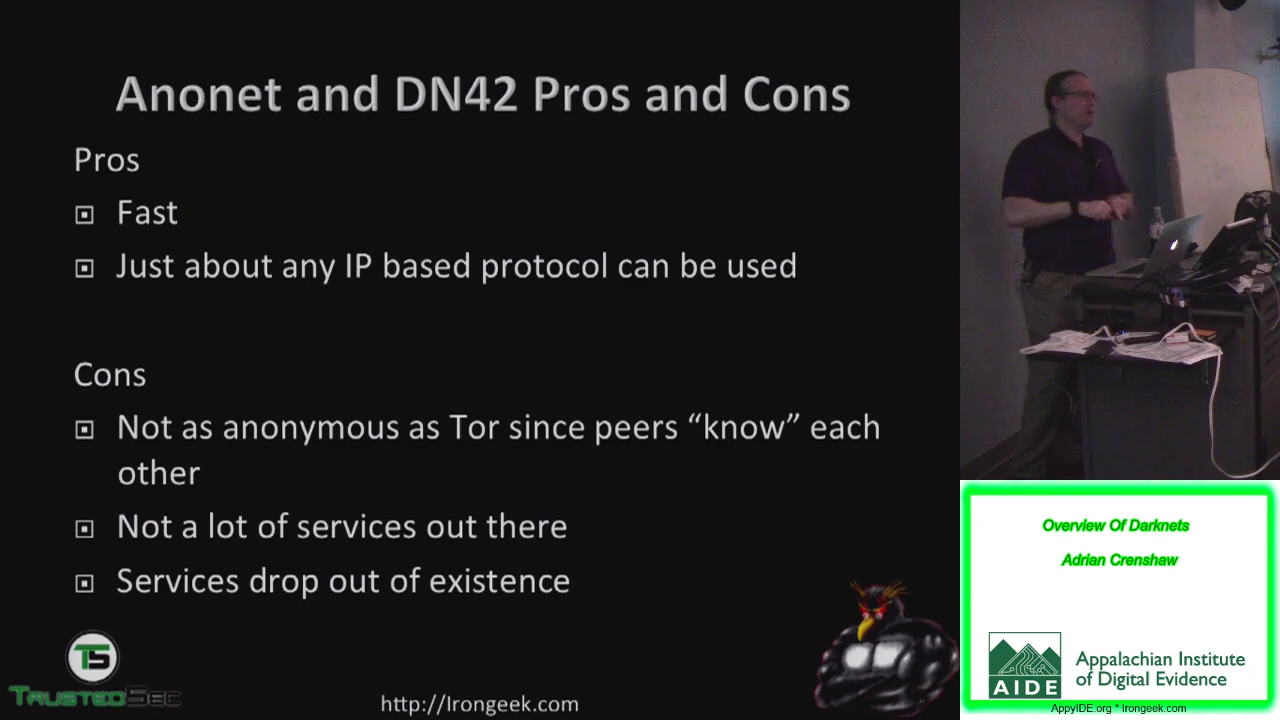 Anonet and DN42 Pros and Cons
Pros
Fast
Just about any IP based protocol can be used
Cons
Not as anonymous as Tor since peers “know” each
other
Not a lot of services out there
Services drop out of existence
TS
TRUSTEDSEC
http://Irongeek.com
Overview Of Darknets
Adrian Crenshaw
AIDE
Appalachian Institute
of Digital Evidence
AppyIDE.org * Irongeek.com